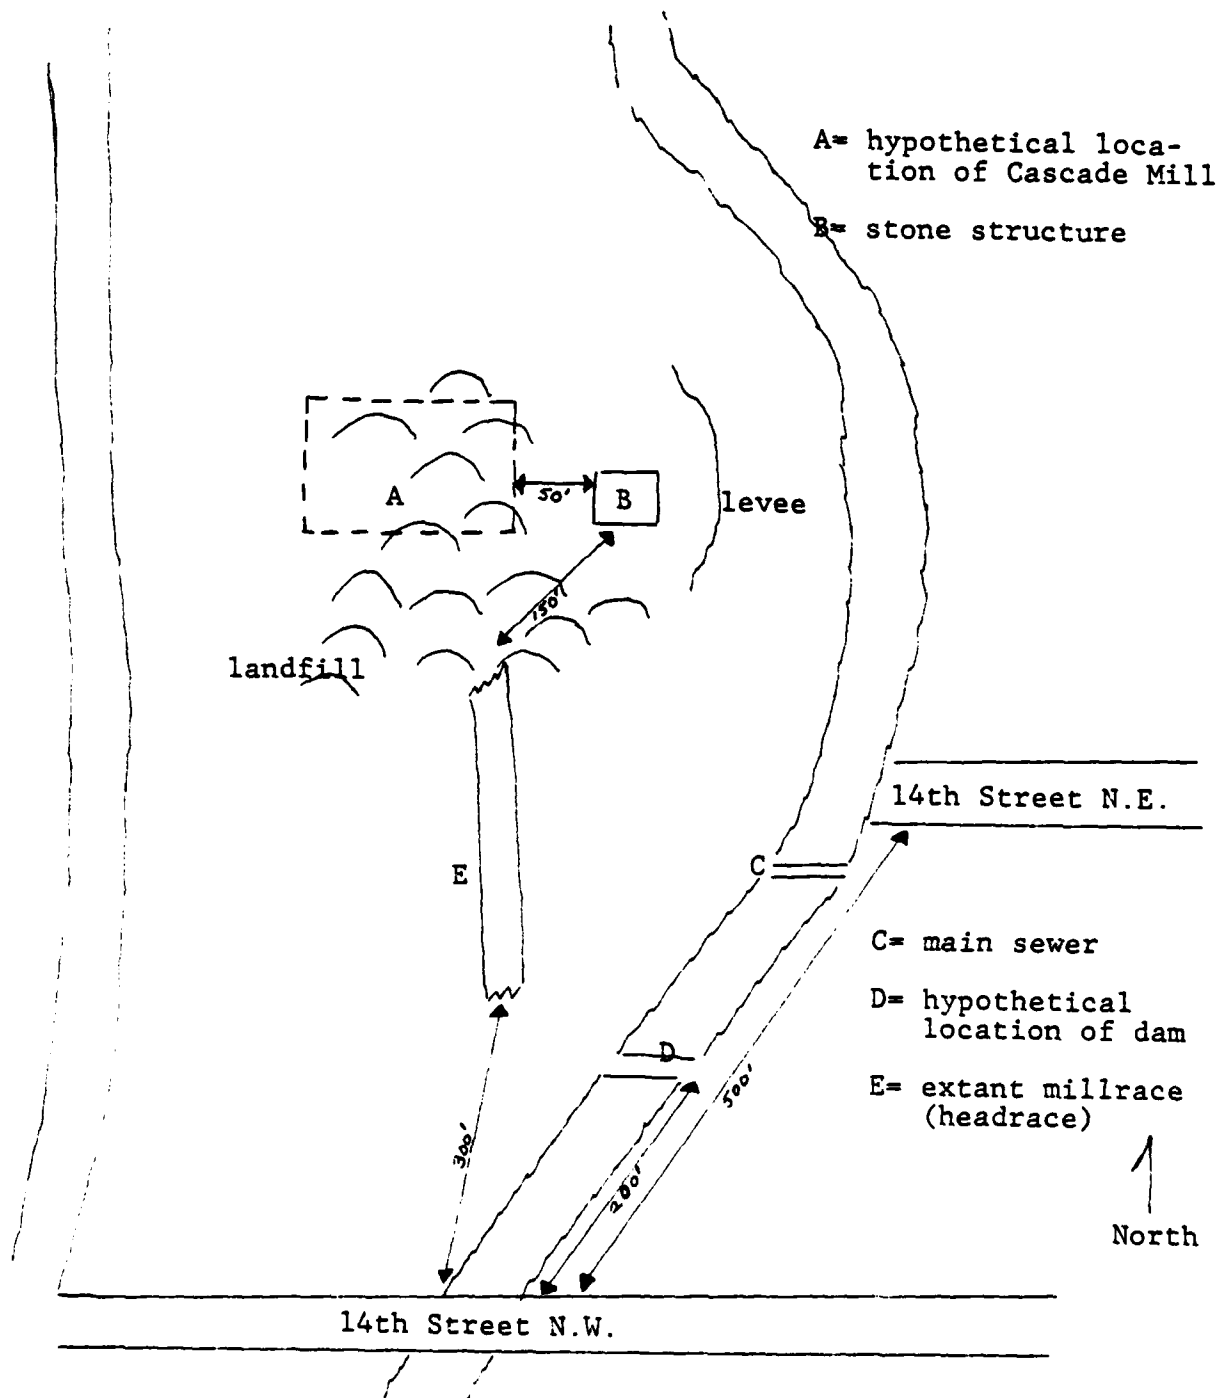 A= hypothetical loca-
tion of Cascade Mill
B= stone structure
A
50'
B
levee
150'
landfill
14th Street N.E.
C
E
C= main sewer
D= hypothetical
location of dam
D
500'
E= extant millrace
(headrace)
300'
200'
North
14th Street N.W.